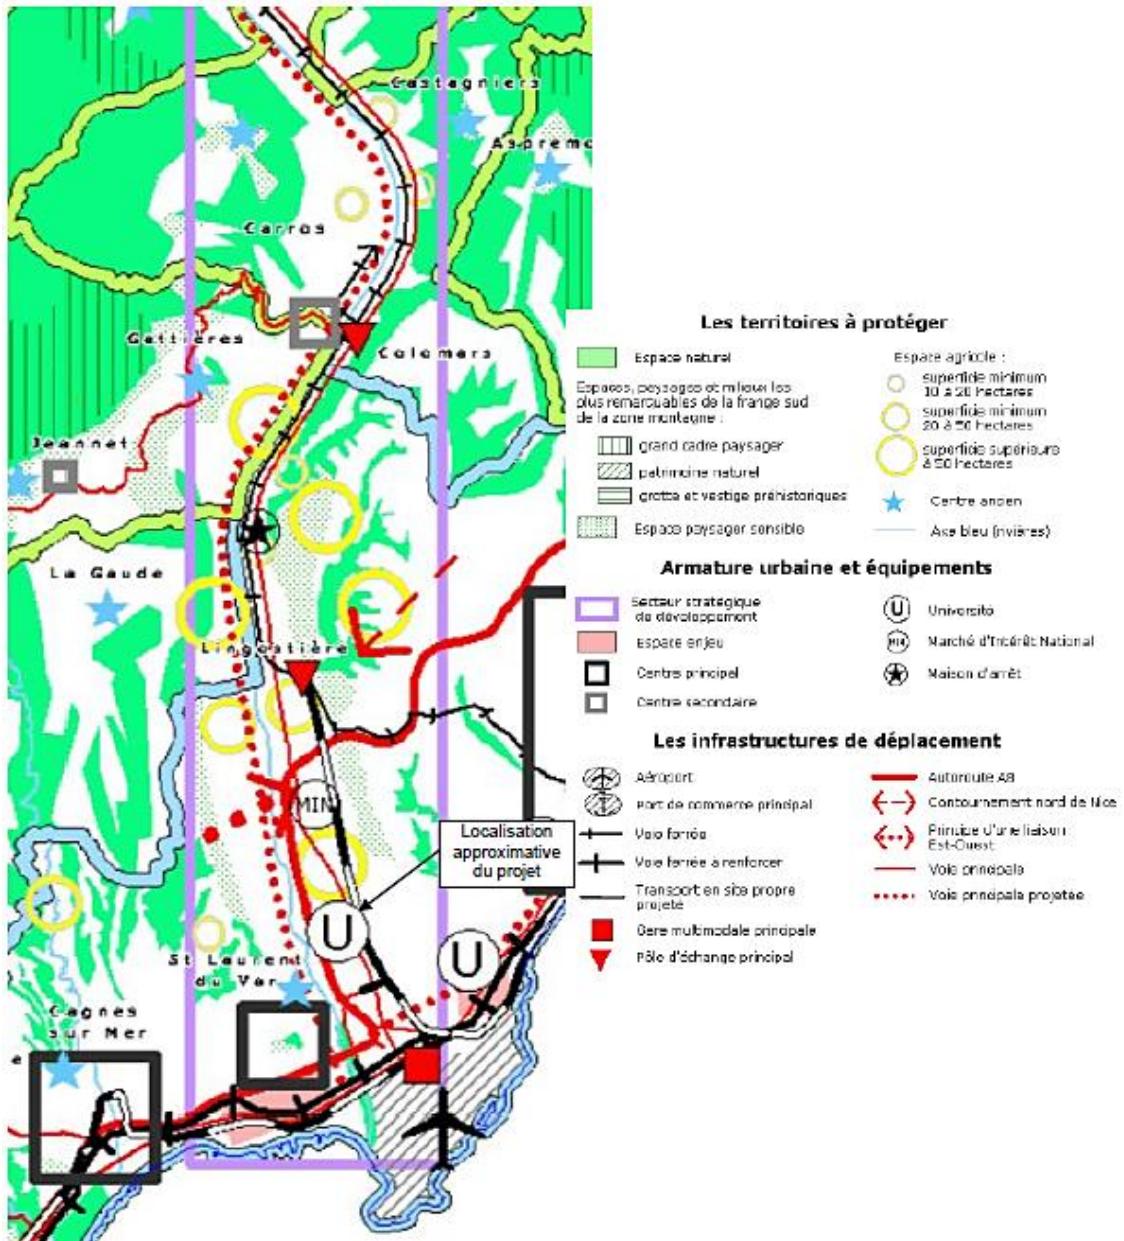 Castagniers
Aspremo
Carros
Gattières
Colomars
Jeannet
La Gaude
Lingostière
MIN
Localisation
approximative
du projet
U
U
St Laurent
du Var
Cagnes
sur Mer
e
Les territoires à protéger
Espace naturel
Espaces, paysages et milieux les
plus remarquables de la frange sud
de la zone montagne :
grand cadre paysager
patrimoine naturel
grotte et vestige préhistoriques
Espace paysager sensible
Espace agricole :
superficie minimum
10 à 20 hectares
superficie minimum
20 à 50 hectares
superficie supérieure
à 50 hectares
Centre ancien
Axe bleu (rivières)
Armature urbaine et équipements
Secteur stratégique
de développement
Espace enjeu
Centre principal
Centre secondaire
U Université
MIN Marché d'Intérêt National
Maison d'arrêt
Les infrastructures de déplacement
Aéroport
Port de commerce principal
Voie ferrée
Voie ferrée à renforcer
Transport en site propre
projeté
Gare multimodale principale
Pôle d'échange principal
Autoroute A8
Contournement nord de Nice
Principe d'une liaison
Est-Ouest
Voie principale
Voie principale projetée